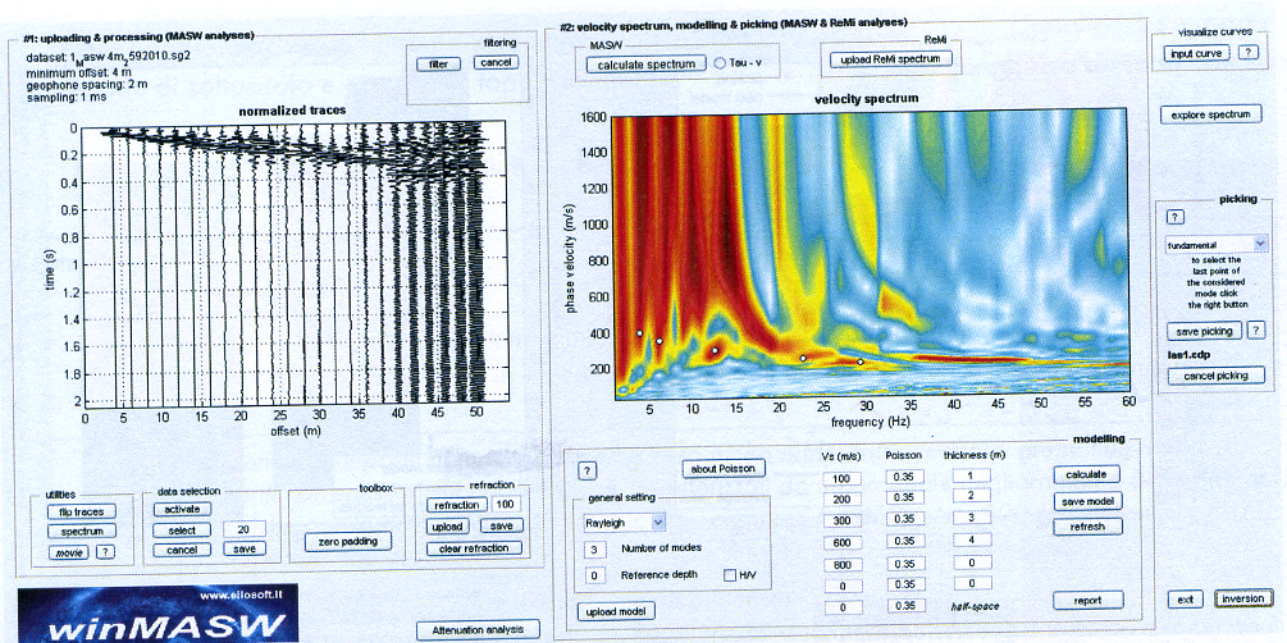 #1: uploading & processing (MASW analyses)
dataset: 1_Masw 4m,592010.sg2
minimum offset: 4 m
geophone spacing: 2 m
sampling: 1 ms
filtering
filter
cancel
normalized traces
0
0.2
0.4
0.6
0.8
1
1.2
1.4
1.6
1.8
2
time (s)
0 5 10 15 20 25 30 35 40 45 50
offset (m)
utilities
flip traces
spectrum
movie ?
data selection
activate
select 20
cancel save
toolbox
zero padding
refraction
refraction 100
upload save
clear refraction
www.eliosoft.it
winMASW
Attenuation analysis
#2: velocity spectrum, modelling & picking (MASW & ReMi analyses)
MASW
calculate spectrum
Tau - v
ReMi
upload ReMi spectrum
velocity spectrum
1600
1400
1200
1000
800
600
400
200
phase velocity (m/s)
5 10 15 20 25 30 35 40 45 50 55 60
frequency (Hz)
modelling
?
about Poisson
general setting
Rayleigh
3 Number of modes
0 Reference depth
H/V
upload model
Vs (m/s) Poisson thickness (m)
100 0.35 1
200 0.35 2
300 0.35 3
600 0.35 4
800 0.35 0
0 0.35 0
0 0.35 half-space
calculate
save model
refresh
report
visualize curves
input curve ?
explore spectrum
picking
?
fundamental
to select the
last point of
the considered
mode click
the right button
save picking ?
las1.cdp
cancel picking
exit
inversion